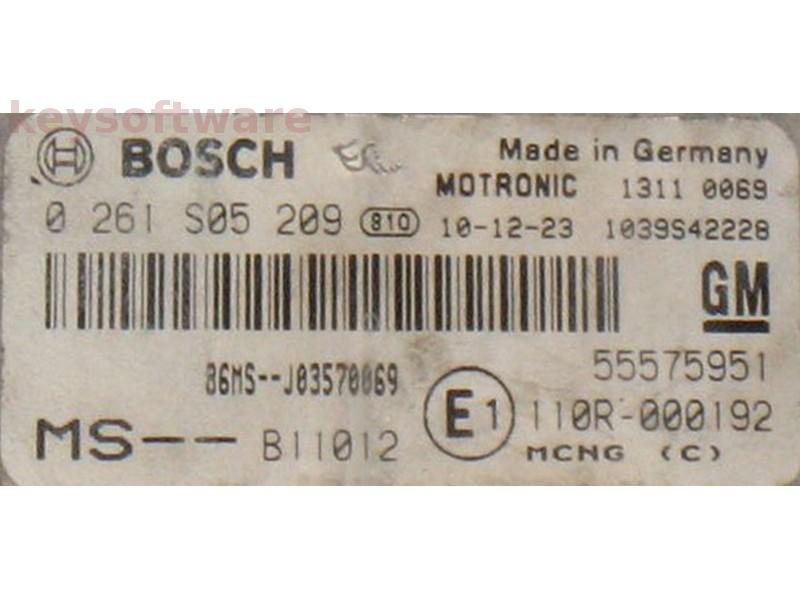 keysoftware
BOSCH
Made in Germany
MOTRONIC 1311 0069
0 261 S05 209 810 10-12-23 1039S42228
GM
86MS--J03570069
55575951
MS-- B11012
E1 110R-000192
MCNG (C)